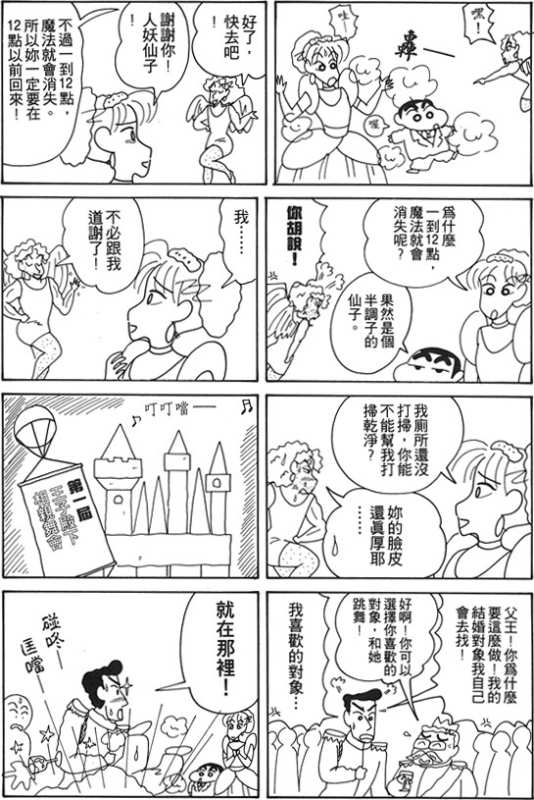 嘿！
哇
好了，
快去吧！
謝謝你！
人妖仙子
不過一到12點，
魔法就會消失。
所以妳一定要在
12點以前回來！
爲什麼
一到12點，
魔法就會
消失呢？
果然是個
半調子的
仙子。
你胡說！
我……
不必跟我
道謝了！
我廁所還沒
打掃，你能
不能幫我打
掃乾淨？
妳的臉皮
還眞厚耶
……
叮叮噹——
第一屆
王子殿下
相親舞會
父王！你爲什麼
要這麼做！我的
結婚對象我自己
會去找！
好啊！你可以
選擇你喜歡的
對象，和她
跳舞！
我喜歡的對象…
就在那裡！
碰咚—
匡噹